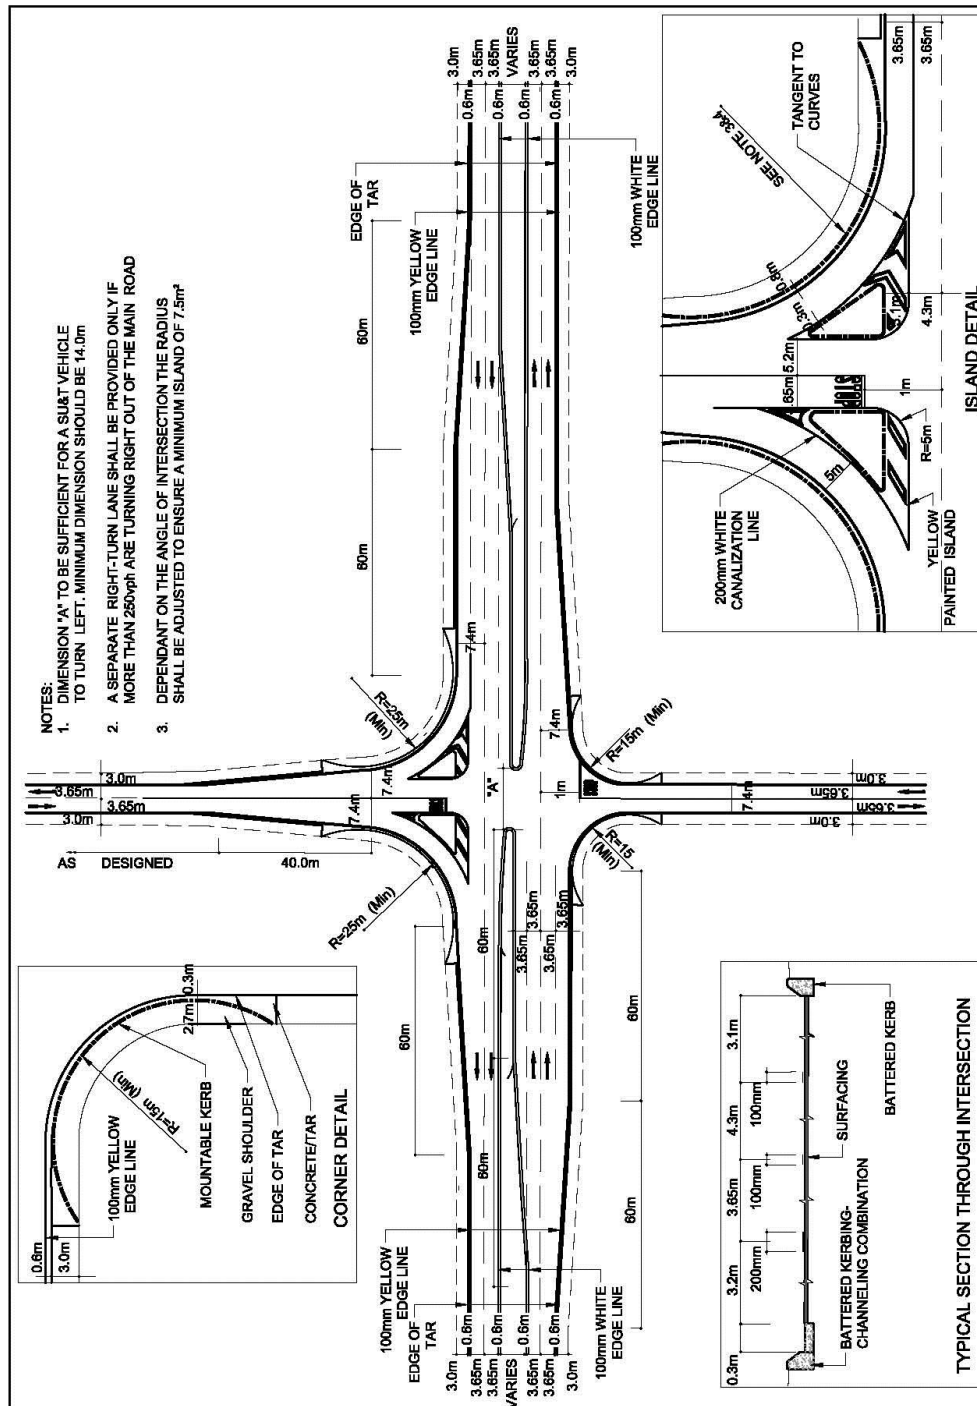 NOTES:
1. DIMENSION "A" TO BE SUFFICIENT FOR A SU&T VEHICLE
TO TURN LEFT. MINIMUM DIMENSION SHOULD BE 14.0m
2. A SEPARATE RIGHT-TURN LANE SHALL BE PROVIDED ONLY IF
MORE THAN 250vph ARE TURNING RIGHT OUT OF THE MAIN ROAD
3. DEPENDANT ON THE ANGLE OF INTERSECTION THE RADIUS
SHALL BE ADJUSTED TO ENSURE A MINIMUM ISLAND OF 7.5m²
3.0m
3.65m
3.65m
3.0m
AS DESIGNED
40.0m
7.4m
7.4m
R=25m
(Min)
R=25m (Min)
7.4m
60m
60m
EDGE OF
TAR
100mm YELLOW
EDGE LINE
100mm WHITE
EDGE LINE
3.0m
3.65m
3.65m
VARIES
3.65m
3.65m
3.0m
0.6m
0.6m
0.6m
0.6m
"A"
1m
7.4m
R=15m (Min)
R=15
(Min)
7.4m
3.0m
3.65m
3.65m
3.0m
60m
3.65m
3.65m
3.65m
3.65m
60m
60m
60m
60m
100mm YELLOW
EDGE LINE
EDGE OF
TAR
100mm WHITE
EDGE LINE
0.6m
0.6m
0.6m
0.6m
3.0m
3.65m
3.65m
VARIES
3.65m
3.65m
3.0m
0.6m
3.0m
100mm YELLOW
EDGE LINE
R=15m (Min)
2.7m
0.3m
MOUNTABLE KERB
GRAVEL SHOULDER
EDGE OF TAR
CONCRETE/TAR
CORNER DETAIL
3.65m
3.65m
TANGENT TO
CURVES
SEE NOTE 3&4
0.8m
0.3m
3.1m
4.3m
5.2m
.65m
STOP
1m
R=5m
5m
200mm WHITE
CANALIZATION
LINE
YELLOW
PAINTED ISLAND
ISLAND DETAIL
0.3m
3.2m
3.65m
4.3m
3.1m
200mm
100mm
100mm
BATTERED KERBING-
CHANNELING COMBINATION
SURFACING
BATTERED KERB
TYPICAL SECTION THROUGH INTERSECTION